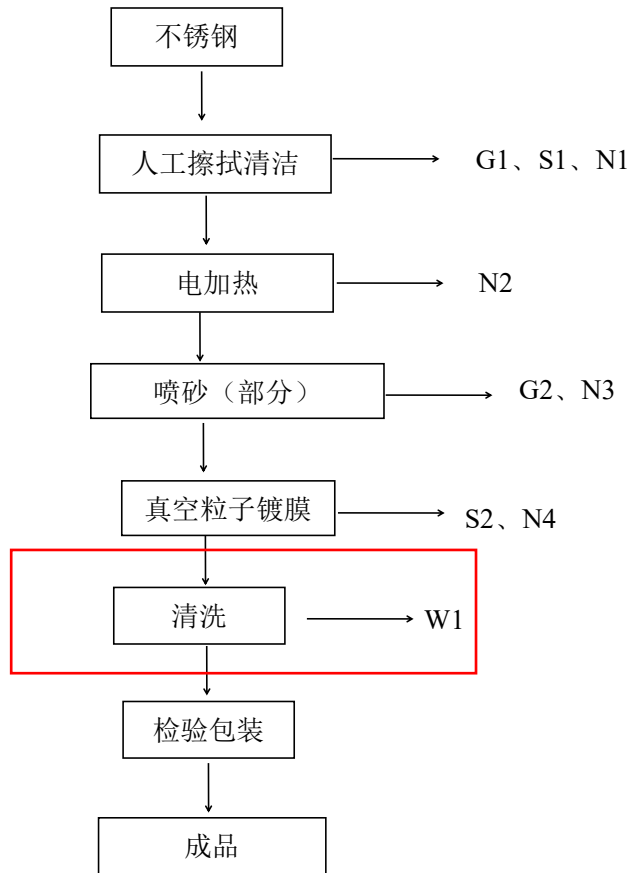 不锈钢
人工擦拭清洁
G1、S1、N1
电加热
N2
喷砂（部分）
G2、N3
真空粒子镀膜
S2、N4
清洗
W1
检验包装
成品